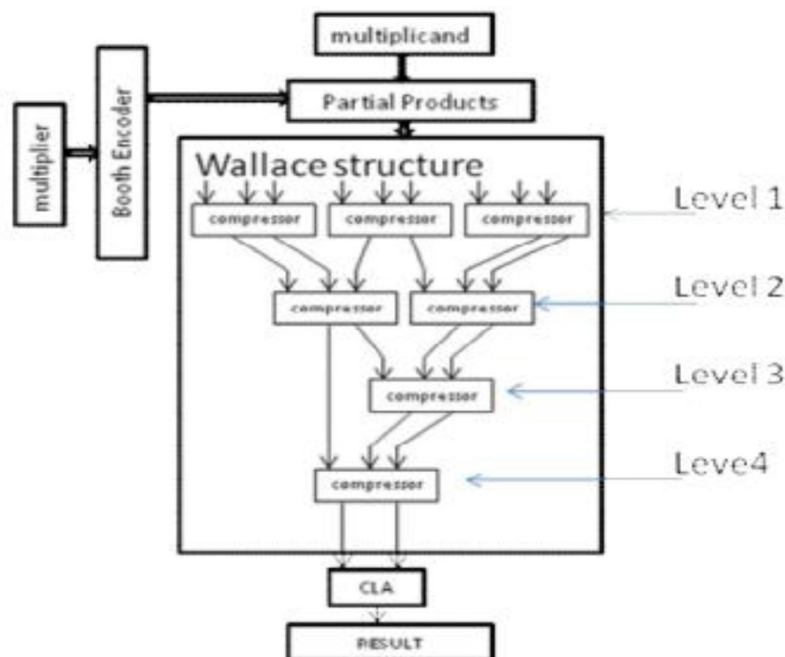 multiplicand
Partial Products
multiplier
Booth Encoder
Wallace structure
compressor compressor compressor
Level 1
compressor compressor
Level 2
compressor
Level 3
compressor
Leve4
CLA
RESULT